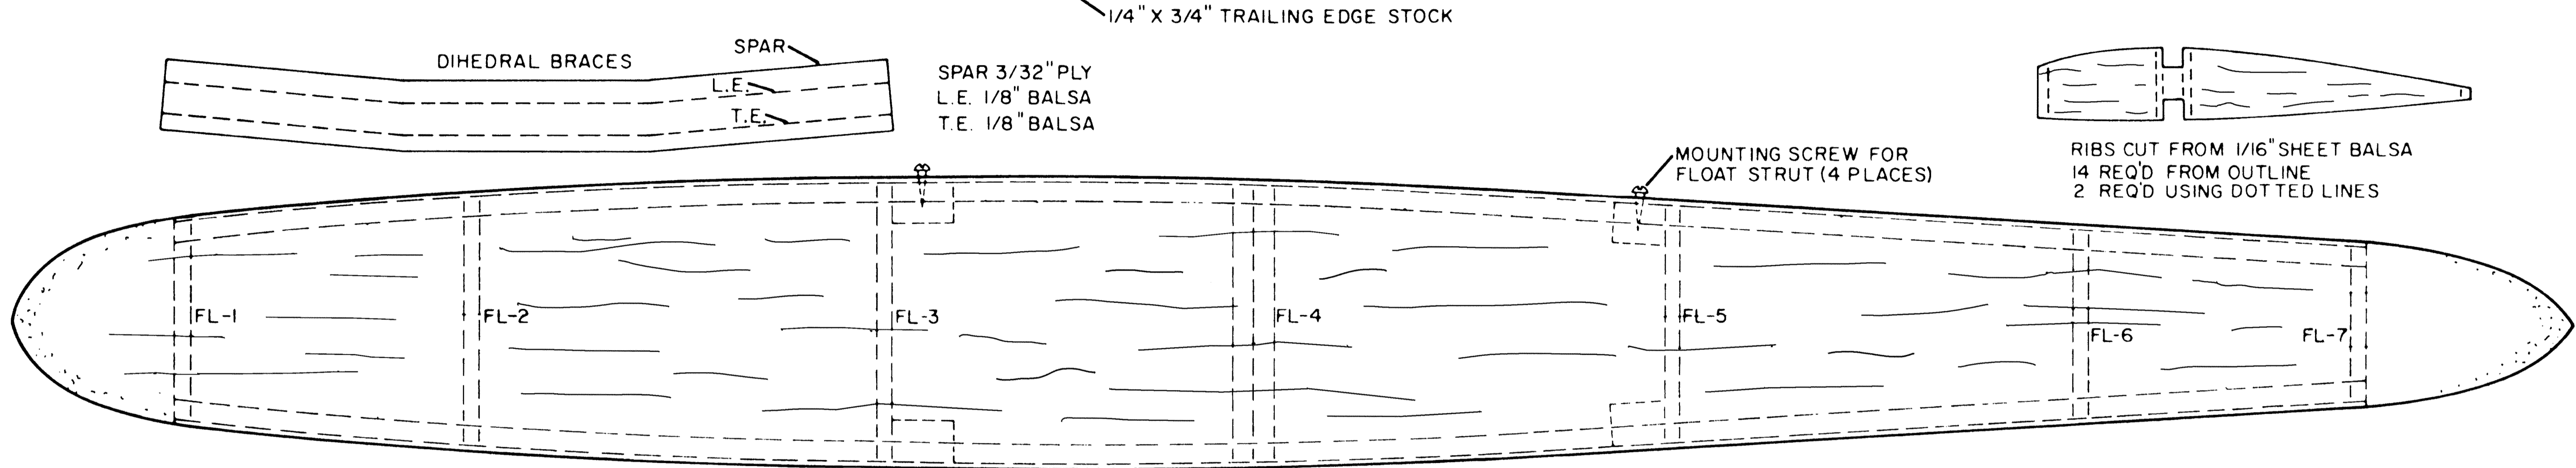 1/4" X 3/4" TRAILING EDGE STOCK
DIHEDRAL BRACES
SPAR
L.E.
T.E.
SPAR 3/32" PLY
L.E. 1/8" BALSA
T.E. 1/8" BALSA
RIBS CUT FROM 1/16" SHEET BALSA
14 REQ'D FROM OUTLINE
2 REQ'D USING DOTTED LINES
MOUNTING SCREW FOR
FLOAT STRUT (4 PLACES)
FL-1
FL-2
FL-3
FL-4
FL-5
FL-6
FL-7